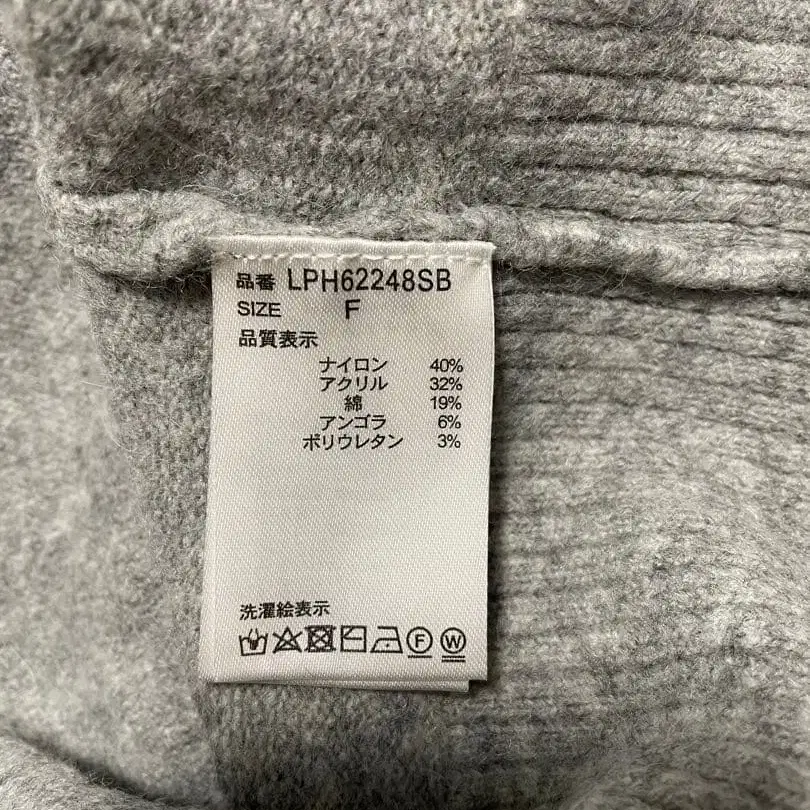 品番 LPH62248SB
SIZE F
品質表示
ナイロン 40%
アクリル 32%
綿 19%
アンゴラ 6%
ポリウレタン 3%
洗濯絵表示
F W